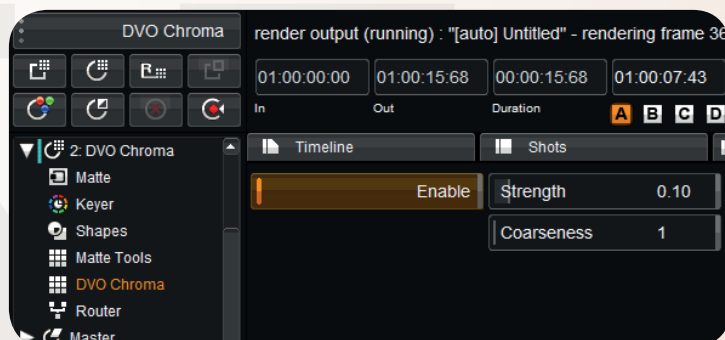 DVO Chroma
render output (running) : "[auto] Untitled" - rendering frame 36
R
01:00:00:00 01:00:15:68 00:00:15:68 01:00:07:43
In Out Duration A B C D
2: DVO Chroma Timeline Shots
Matte
Enable Strength 0.10
Keyer
Shapes
Coarseness 1
Matte Tools
DVO Chroma
Router
Master